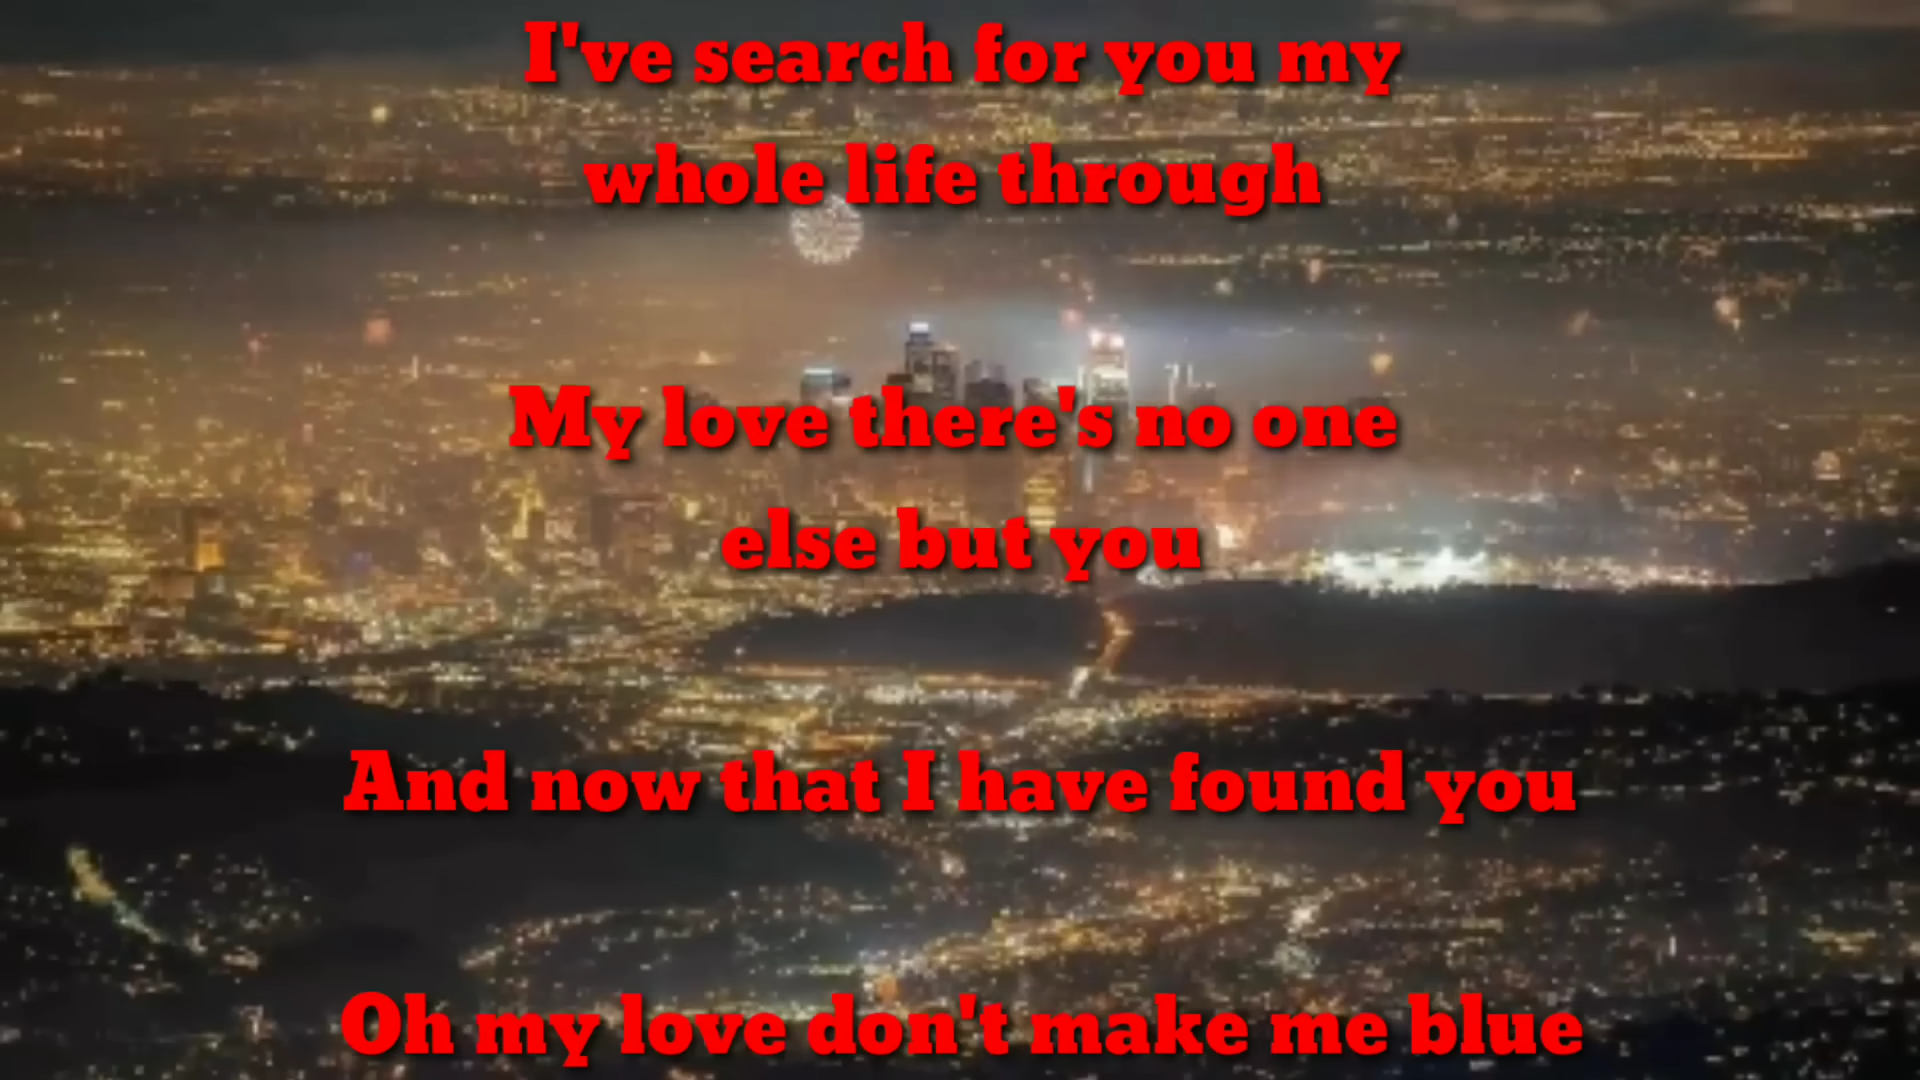 I've search for you my
whole life through
My love there's no one
else but you
And now that I have found you
Oh my love don't make me blue